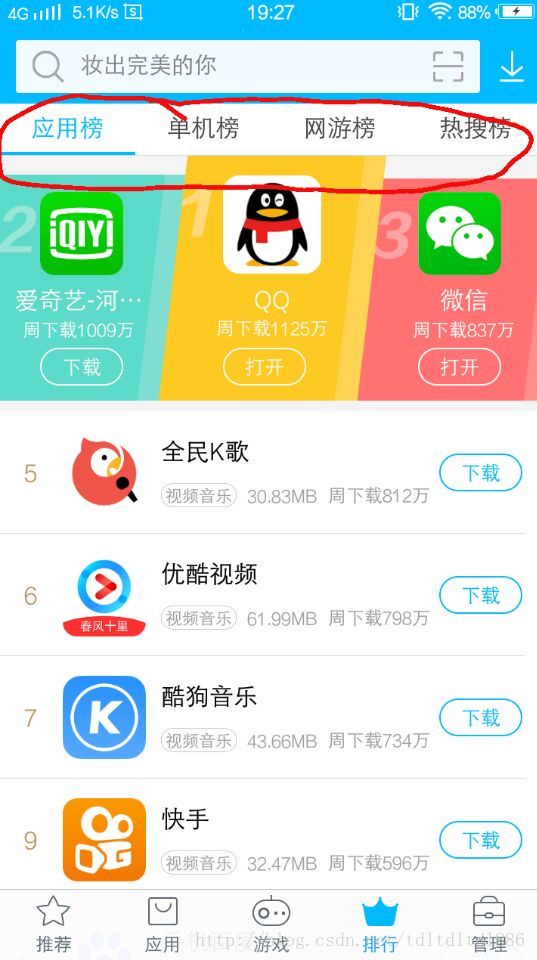 4G 5.1K/s S 19:27 88%
妆出完美的你
应用榜 单机榜 网游榜 热搜榜
2 1 3
iQIYI
爱奇艺-河… QQ 微信
周下载1009万 周下载1125万 周下载837万
下载 打开 打开
5 全民K歌 下载
视频音乐 30.83MB 周下载812万
6 优酷视频 下载
春风十里
视频音乐 61.99MB 周下载798万
7 K 酷狗音乐 下载
视频音乐 43.66MB 周下载734万
9 快手 下载
视频音乐 32.47MB 周下载596万
推荐 应用 游戏 排行 管理